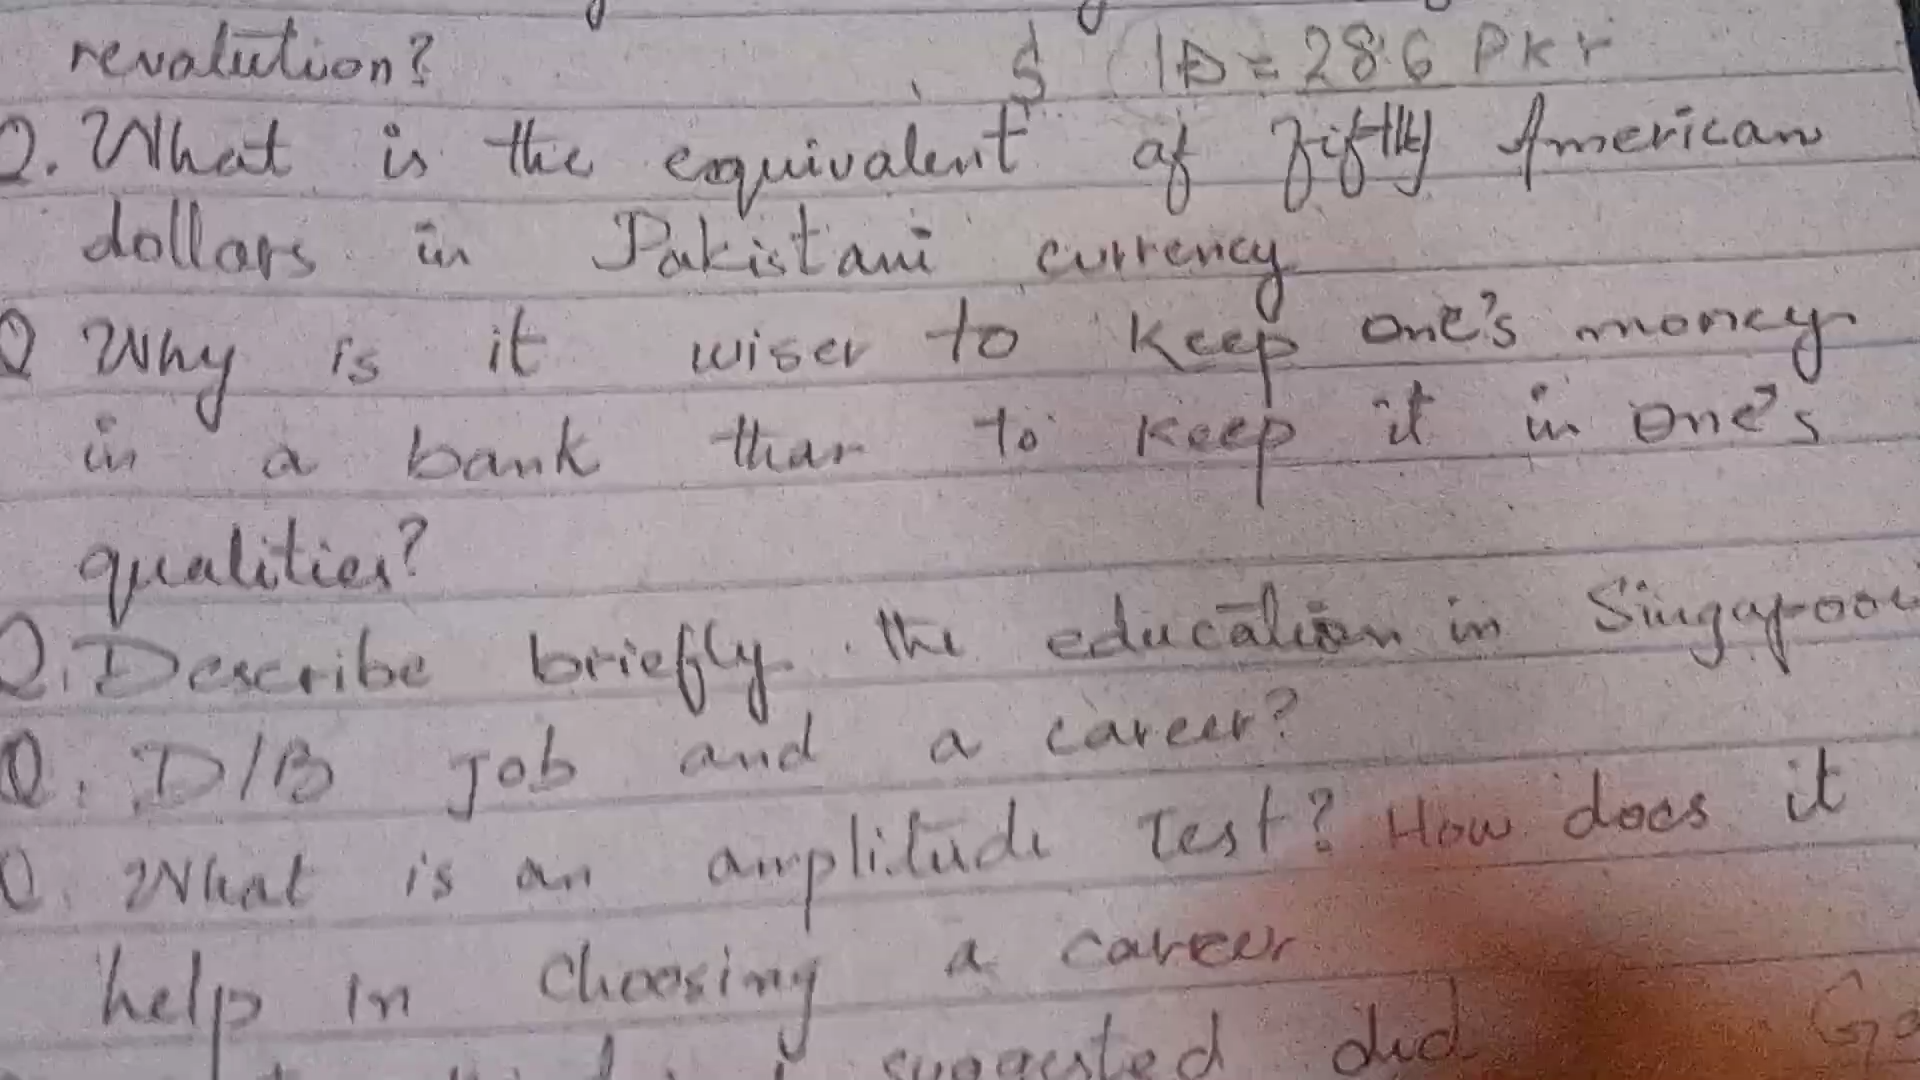 revalution? $ 1D = 286 PKr
Q. What is the equivalent of fifthy American
dollars in Pakistani currency
Q Why is it wiser to keep one's money
in a bank than to keep it in one's
qualities?
Q. Describe briefly the education in Singapoor
Q. D/B Job and a career?
Q. What is an amplitude Test? How does it
help in choosing a career
suggested did